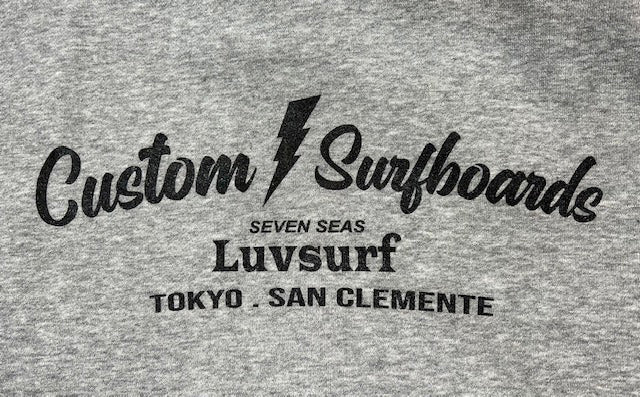 Custom Surfboards
SEVEN SEAS
Luvsurf
TOKYO . SAN CLEMENTE